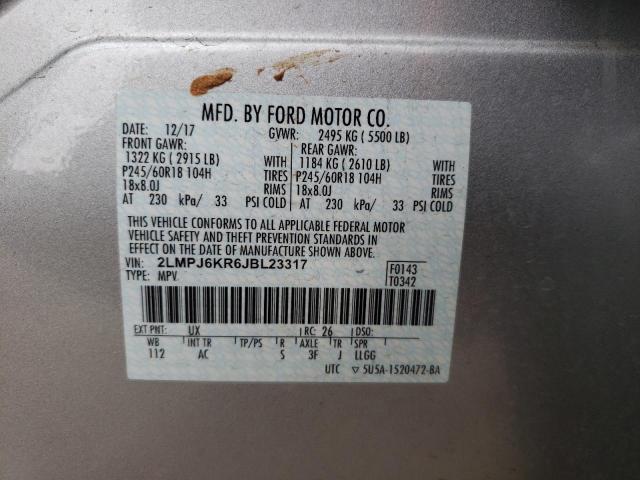 MFD. BY FORD MOTOR CO.
DATE: 12/17 GVWR: 2495 KG ( 5500 LB)
FRONT GAWR: REAR GAWR:
1322 KG ( 2915 LB) WITH 1184 KG ( 2610 LB) WITH
P245/60R18 104H TIRES P245/60R18 104H TIRES
18x8.0J RIMS 18x8.0J RIMS
AT 230 kPa/ 33 PSI COLD AT 230 kPa/ 33 PSI COLD
THIS VEHICLE CONFORMS TO ALL APPLICABLE FEDERAL MOTOR
VEHICLE SAFETY AND THEFT PREVENTION STANDARDS IN
EFFECT ON THE DATE OF MANUFACTURE SHOWN ABOVE.
VIN: 2LMPJ6KR6JBL23317 F0143
TYPE: MPV. T0342
EXT PNT: UX RC: 26 DSO:
WB INT TR TP/PS R AXLE TR SPR
112 AC S 3F J LLGG
UTC ▽ 5U5A-1520472-BA